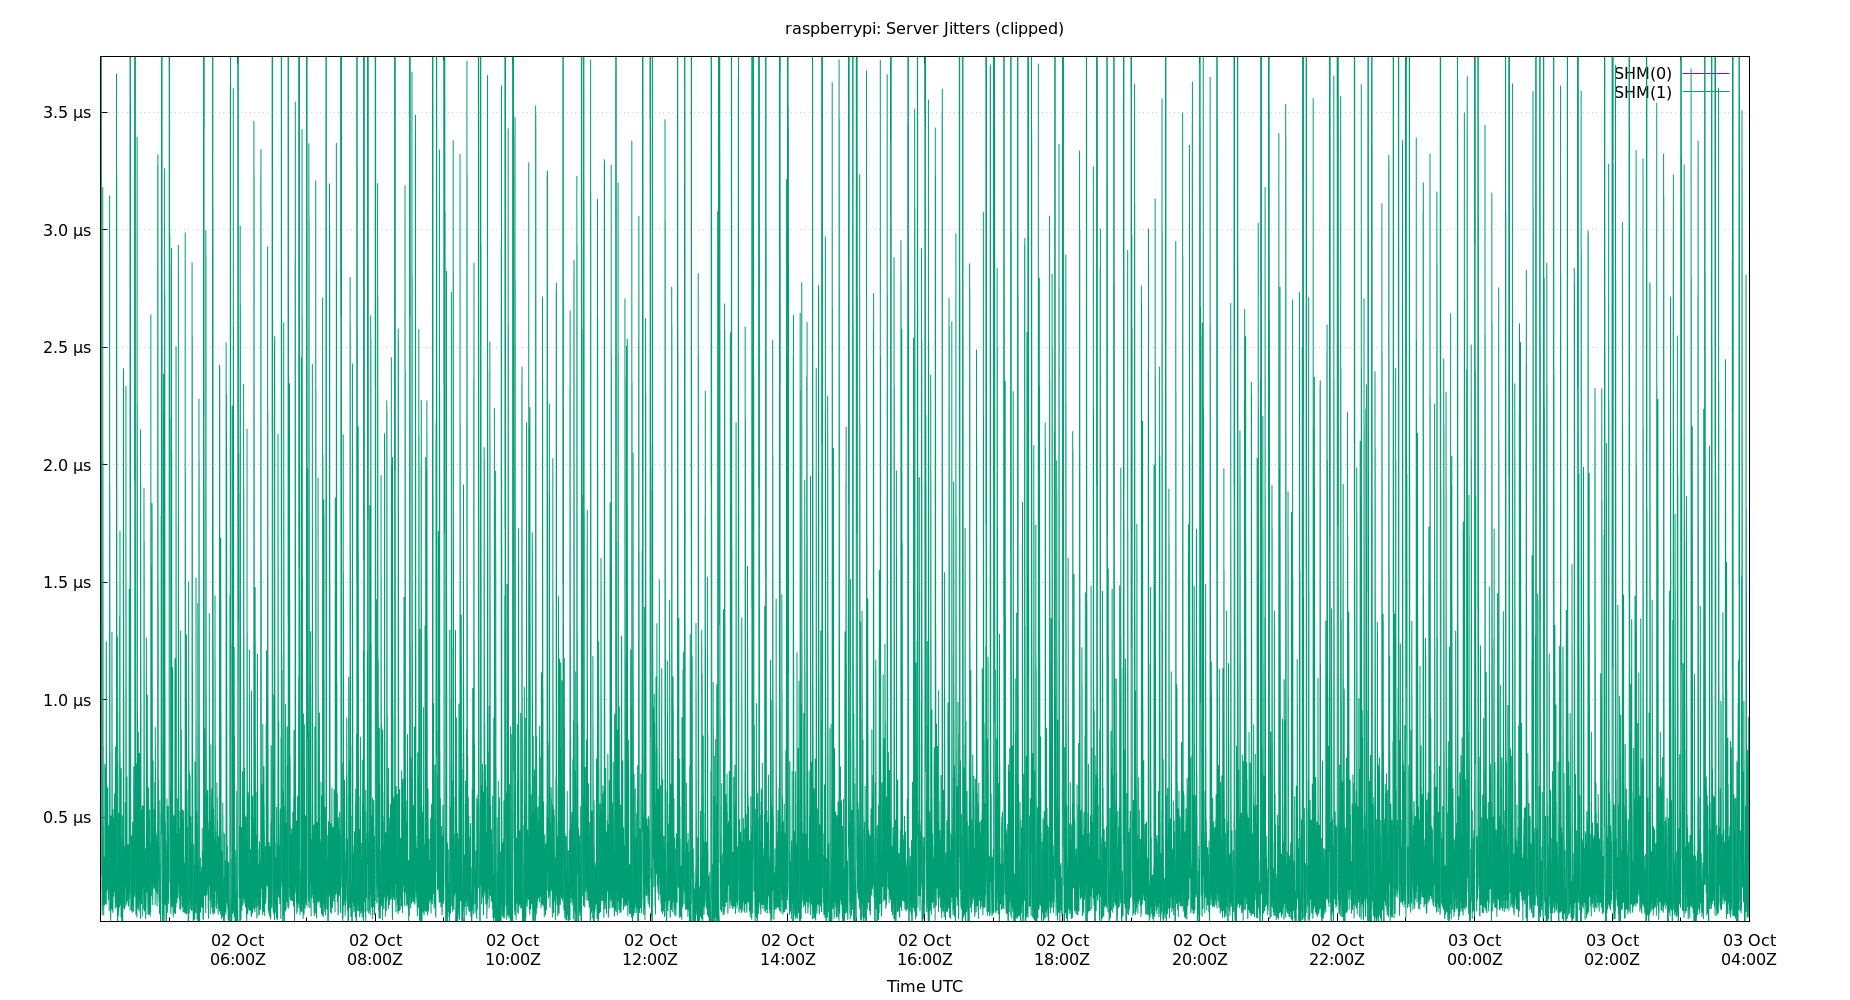 raspberrypi: Server Jitters (clipped)
SHM(0)
SHM(1)
3.5 µs
3.0 µs
2.5 µs
2.0 µs
1.5 µs
1.0 µs
0.5 µs
02 Oct 02 Oct 02 Oct 02 Oct 02 Oct 02 Oct 02 Oct 02 Oct 02 Oct 03 Oct 03 Oct 03 Oct
06:00Z 08:00Z 10:00Z 12:00Z 14:00Z 16:00Z 18:00Z 20:00Z 22:00Z 00:00Z 02:00Z 04:00Z
Time UTC